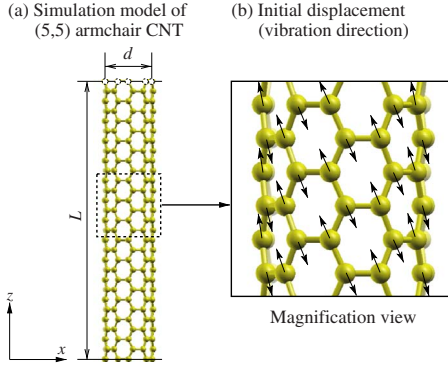 (a) Simulation model of
(5,5) armchair CNT
(b) Initial displacement
(vibration direction)
d
L
z
x
Magnification view